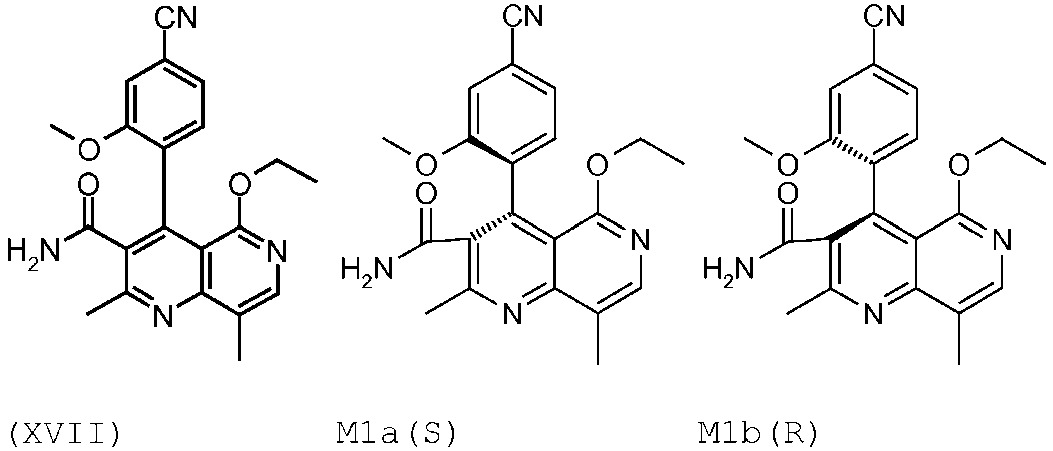 CN CN CN
O O O O O O
O O O
H2N N H2N N H2N N
N N N
(XVII) M1a(S) M1b(R)